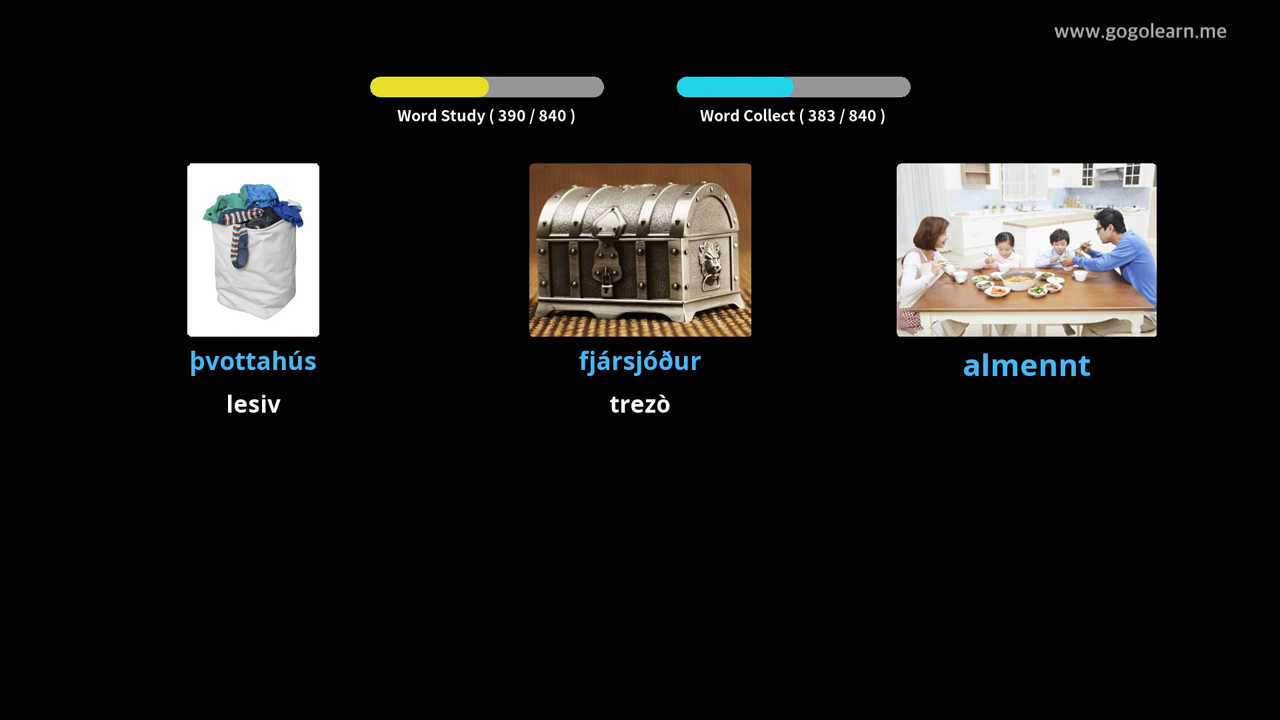 www.gogolearn.me
Word Study ( 390 / 840 )
Word Collect ( 383 / 840 )
þvottahús
lesiv
fjársjóður
trezò
almennt